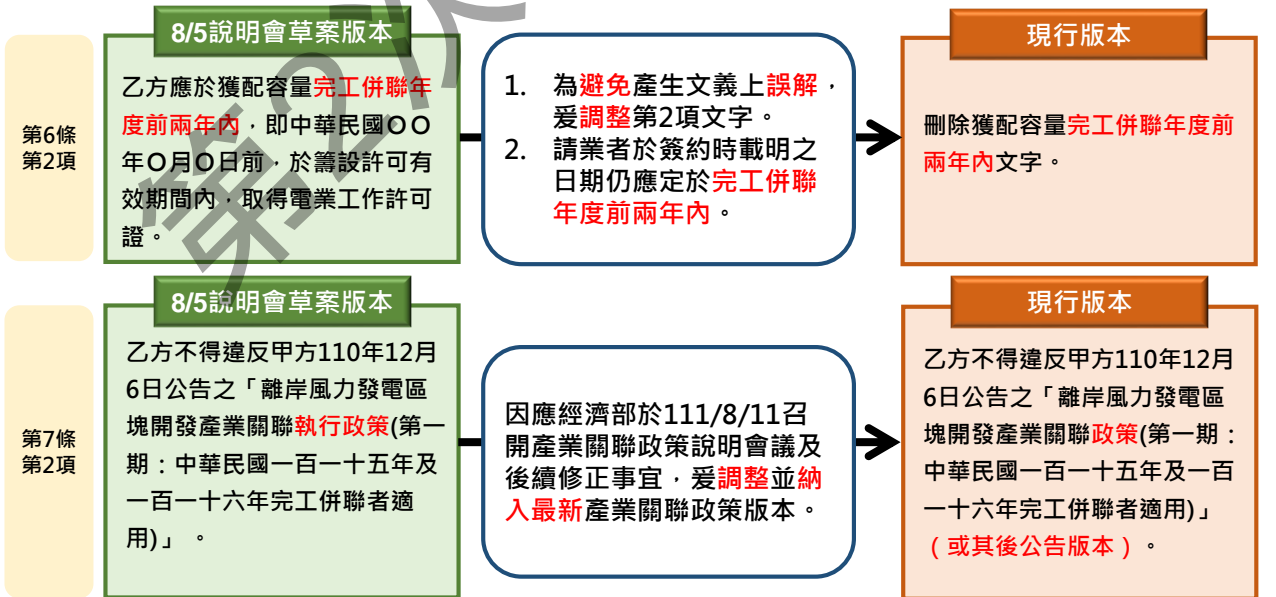 第6條
第2項
8/5說明會草案版本
乙方應於獲配容量完工併聯年
度前兩年內，即中華民國〇〇
年〇月〇日前，於籌設許可有
效期間內，取得電業工作許可
證。
1. 為避免產生文義上誤解，
爰調整第2項文字。
2. 請業者於簽約時載明之
日期仍應定於完工併聯
年度前兩年內。
現行版本
刪除獲配容量完工併聯年度前
兩年內文字。
第7條
第2項
8/5說明會草案版本
乙方不得違反甲方110年12月
6日公告之「離岸風力發電區
塊開發產業關聯執行政策(第一
期：中華民國一百一十五年及
一百一十六年完工併聯者適
用)」 。
因應經濟部於111/8/11召
開產業關聯政策說明會議及
後續修正事宜，爰調整並納
入最新產業關聯政策版本。
現行版本
乙方不得違反甲方110年12月
6日公告之「離岸風力發電區
塊開發產業關聯政策(第一期：
中華民國一百一十五年及一百
一十六年完工併聯者適用)」
（或其後公告版本）。
第2次